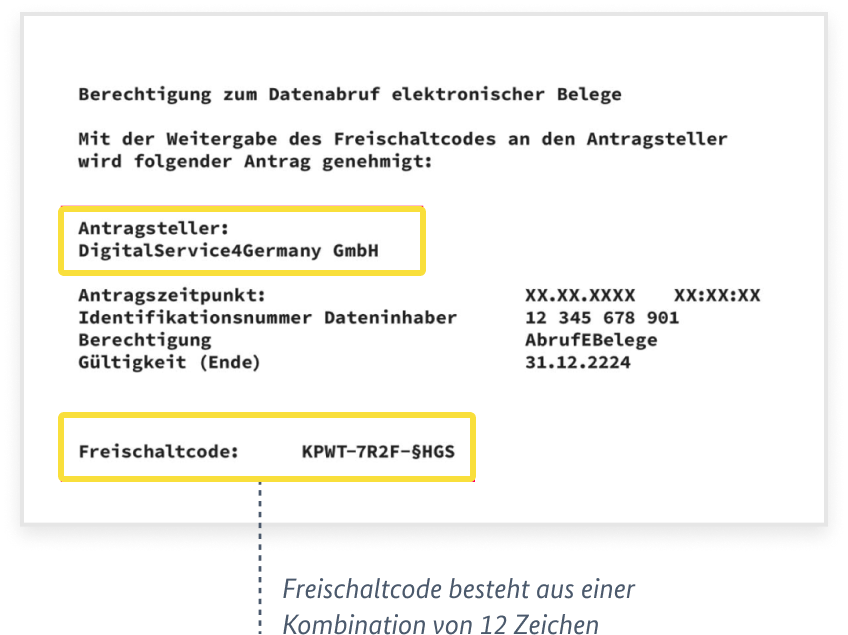 Berechtigung zum Datenabruf elektronischer Belege
Mit der Weitergabe des Freischaltcodes an den Antragsteller
wird folgender Antrag genehmigt:
Antragsteller:
DigitalService4Germany GmbH
Antragszeitpunkt: XX.XX.XXXX XX:XX:XX
Identifikationsnummer Dateninhaber 12 345 678 901
Berechtigung AbrufEBelege
Gültigkeit (Ende) 31.12.2224
Freischaltcode: KPWT-7R2F-§HGS
Freischaltcode besteht aus einer
Kombination von 12 Zeichen